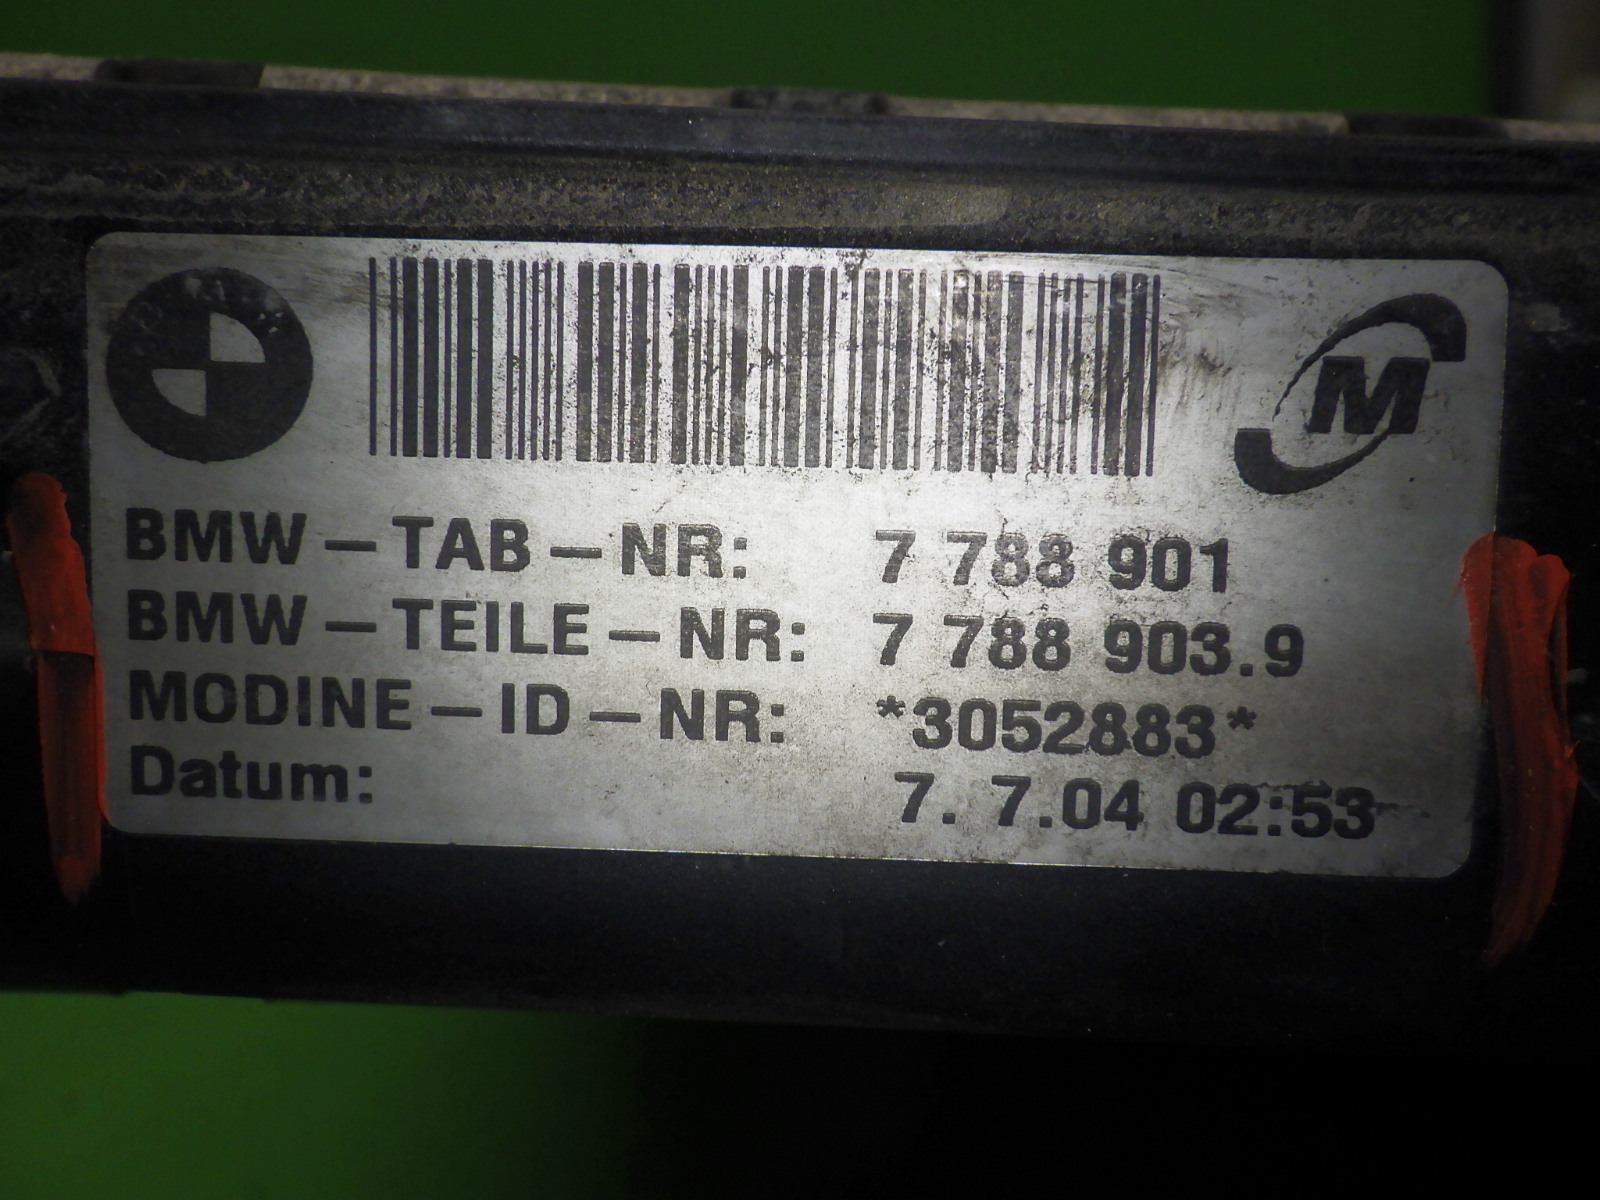 M
BMW-TAB-NR: 7 788 901
BMW-TEILE-NR: 7 788 903.9
MODINE-ID-NR: *3052883*
Datum: 7. 7.04 02:53